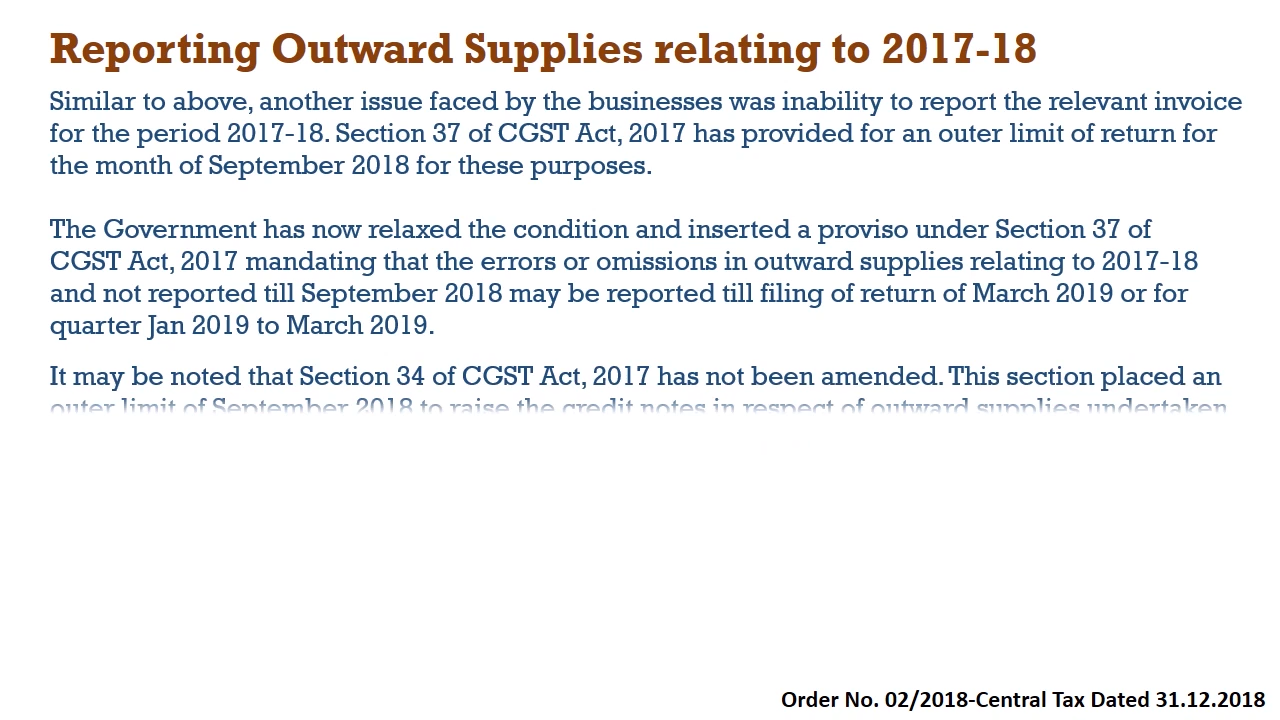 Reporting Outward Supplies relating to 2017-18
Similar to above, another issue faced by the businesses was inability to report the relevant invoice
for the period 2017-18. Section 37 of CGST Act, 2017 has provided for an outer limit of return for
the month of September 2018 for these purposes.
The Government has now relaxed the condition and inserted a proviso under Section 37 of
CGST Act, 2017 mandating that the errors or omissions in outward supplies relating to 2017-18
and not reported till September 2018 may be reported till filing of return of March 2019 or for
quarter Jan 2019 to March 2019.
It may be noted that Section 34 of CGST Act, 2017 has not been amended. This section placed an
outer limit of September 2018 to raise the credit notes in respect of outward supplies undertaken
Order No. 02/2018-Central Tax Dated 31.12.2018